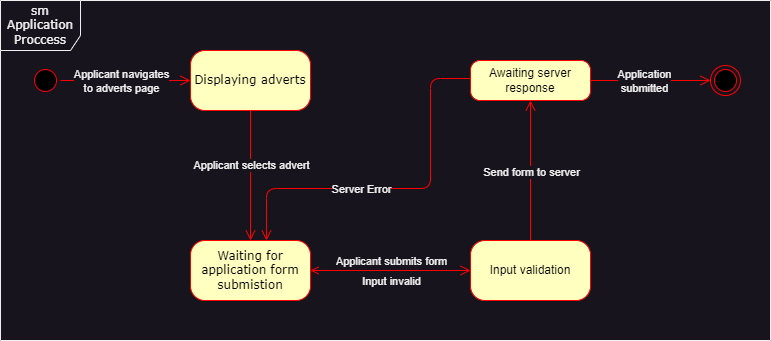 sm
Application
Proccess
Applicant navigates
to adverts page
Displaying adverts
Awaiting server
response
Application
submitted
Applicant selects advert
Send form to server
Server Error
Waiting for
application form
submistion
Applicant submits form
Input invalid
Input validation